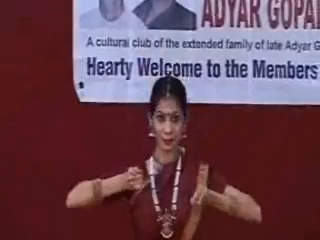 ADYAR GOPAL
A cultural club of the extended family of late Adyar G
Hearty Welcome to the Members